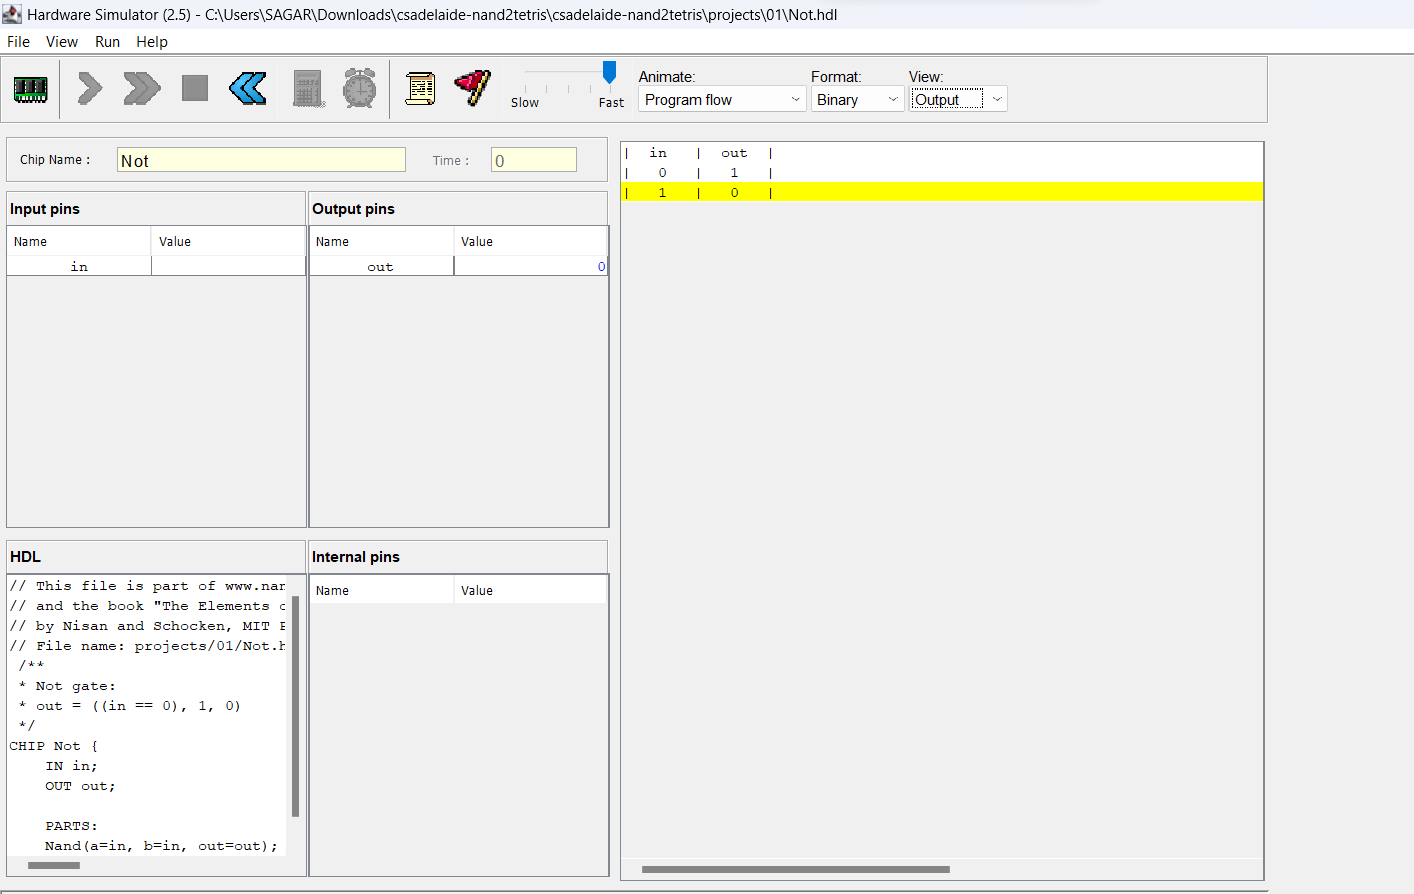 Hardware Simulator (2.5) - C:\Users\SAGAR\Downloads\csadelaide-nand2tetris\csadelaide-nand2tetris\projects\01\Not.hdl
File View Run Help
Slow Fast
Animate: Format: View:
Program flow Binary Output
Chip Name : Not Time : 0
Input pins
Name Value
in
Output pins
Name Value
out 0
HDL
// This file is part of www.nan
// and the book "The Elements o
// by Nisan and Schocken, MIT P
// File name: projects/01/Not.h
/**
* Not gate:
* out = ((in == 0), 1, 0)
*/
CHIP Not {
IN in;
OUT out;
PARTS:
Nand(a=in, b=in, out=out);
Internal pins
Name Value
| in | out |
| 0 | 1 |
| 1 | 0 |